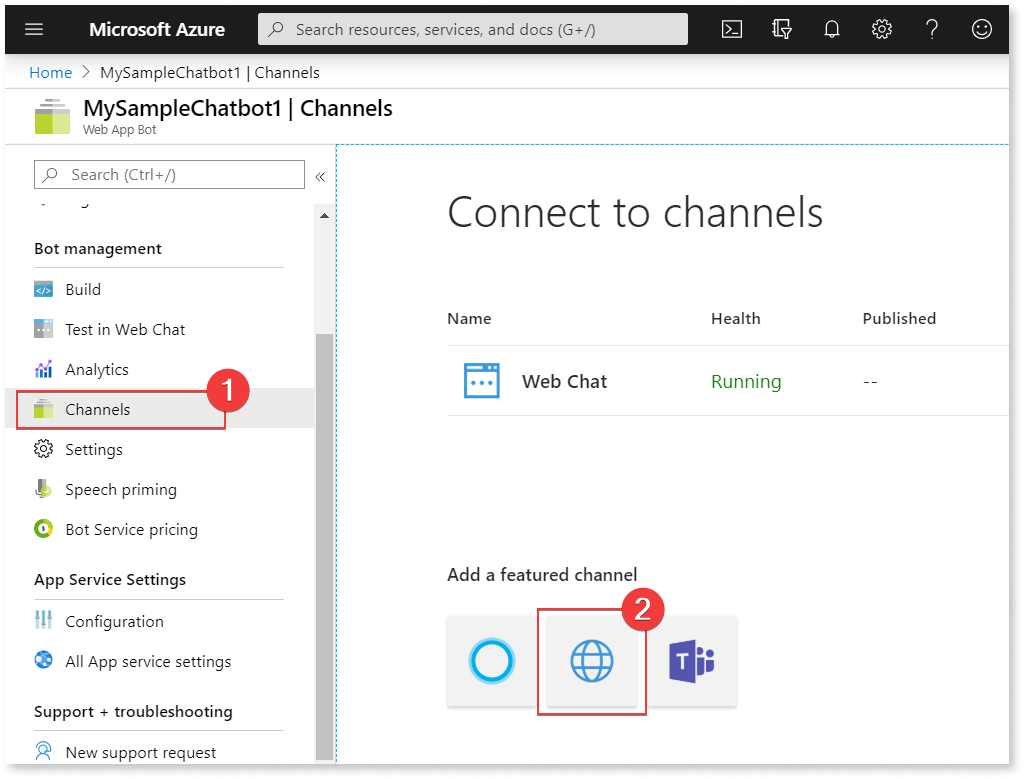 Microsoft Azure
Search resources, services, and docs (G+/)
Home > MySampleChatbot1 | Channels
MySampleChatbot1 | Channels
Web App Bot
Search (Ctrl+/)
«
Bot management
Build
Test in Web Chat
Analytics
Channels
1
Settings
Speech priming
Bot Service pricing
App Service Settings
Configuration
All App service settings
Support + troubleshooting
New support request
Connect to channels
Name Health Published
Web Chat Running --
Add a featured channel
2
T